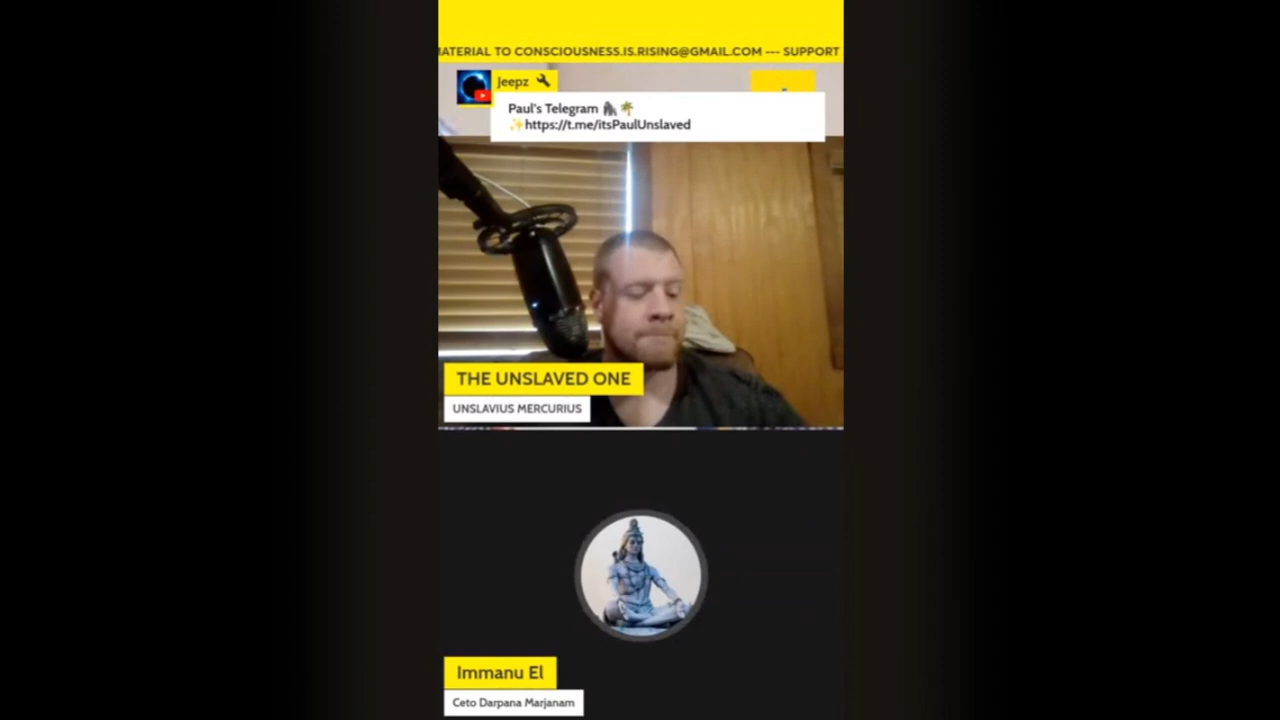 MATERIAL TO CONSCIOUSNESS.IS.RISING@GMAIL.COM --- SUPPORT
Jeepz
Paul's Telegram 🦍🌴
✨https://t.me/itsPaulUnslaved
THE UNSLAVED ONE
UNSLAVIUS MERCURIUS
Immanu El
Ceto Darpana Marjanam